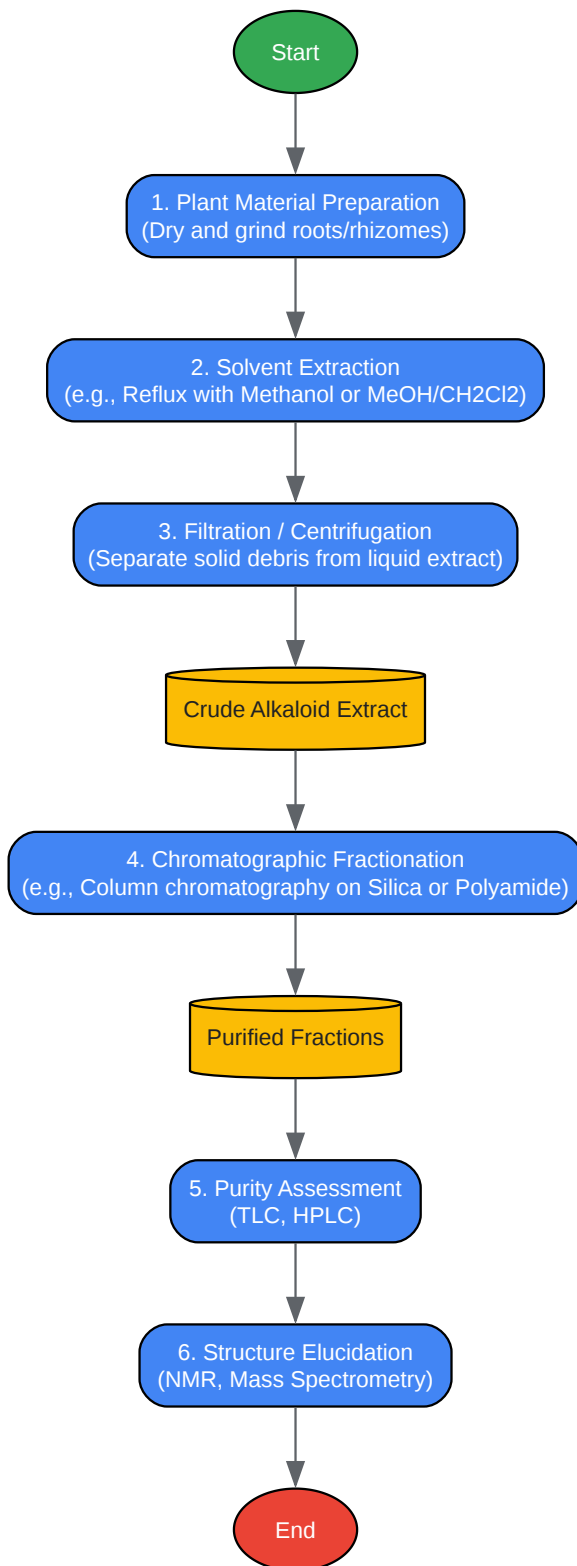 Start
1. Plant Material Preparation
(Dry and grind roots/rhizomes)
2. Solvent Extraction
(e.g., Reflux with Methanol or MeOH/CH2Cl2)
3. Filtration / Centrifugation
(Separate solid debris from liquid extract)
Crude Alkaloid Extract
4. Chromatographic Fractionation
(e.g., Column chromatography on Silica or Polyamide)
Purified Fractions
5. Purity Assessment
(TLC, HPLC)
6. Structure Elucidation
(NMR, Mass Spectrometry)
End